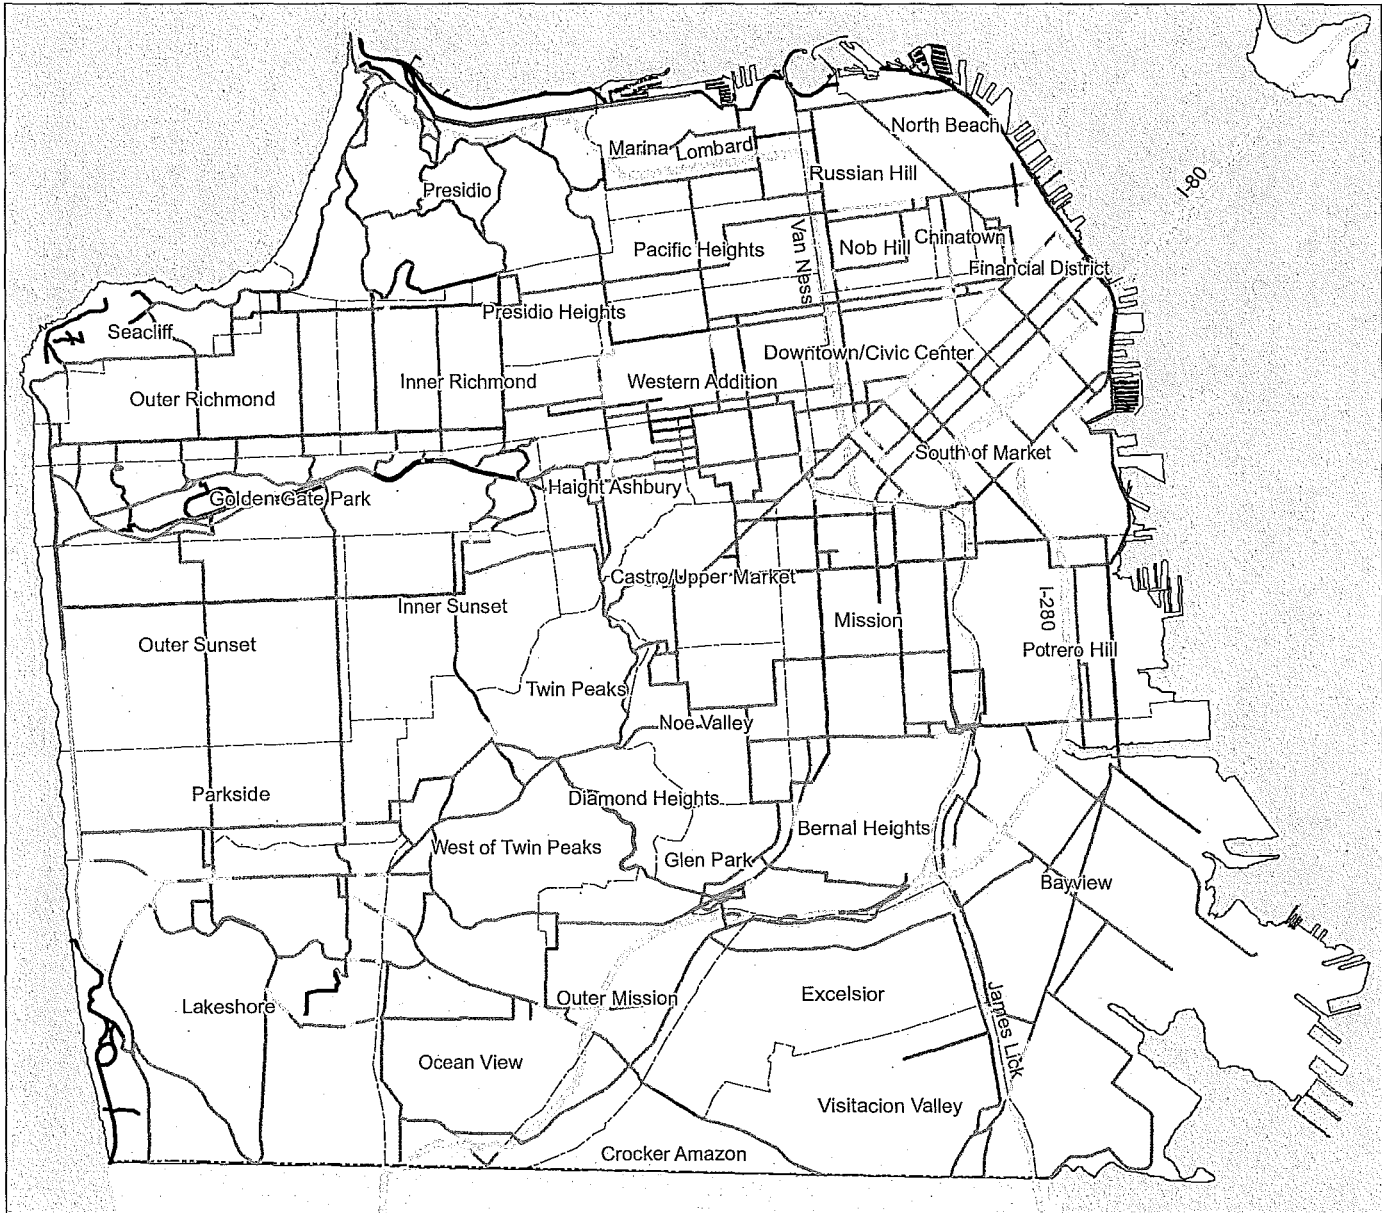 North Beach
Marina
Lombard
Russian Hill
I-80
Presidio
Pacific Heights
Van Ness
Nob Hill
Chinatown
Financial District
Presidio Heights
Seacliff
Downtown/Civic Center
Outer Richmond
Inner Richmond
Western Addition
South of Market
Golden Gate Park
Haight Ashbury
Castro/Upper Market
Inner Sunset
I-280
Mission
Outer Sunset
Potrero Hill
Twin Peaks
Noe Valley
Parkside
Diamond Heights
Bernal Heights
West of Twin Peaks
Glen Park
Bayview
Lakeshore
Outer Mission
Excelsior
James Lick
Ocean View
Visitacion Valley
Crocker Amazon